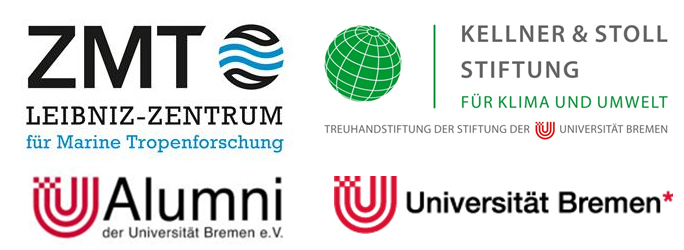 ZMT
LEIBNIZ-ZENTRUM
für Marine Tropenforschung
KELLNER & STOLL
STIFTUNG
FÜR KLIMA UND UMWELT
TREUHANDSTIFTUNG DER STIFTUNG DER UNIVERSITÄT BREMEN
Alumni
der Universität Bremen e.V.
Universität Bremen*